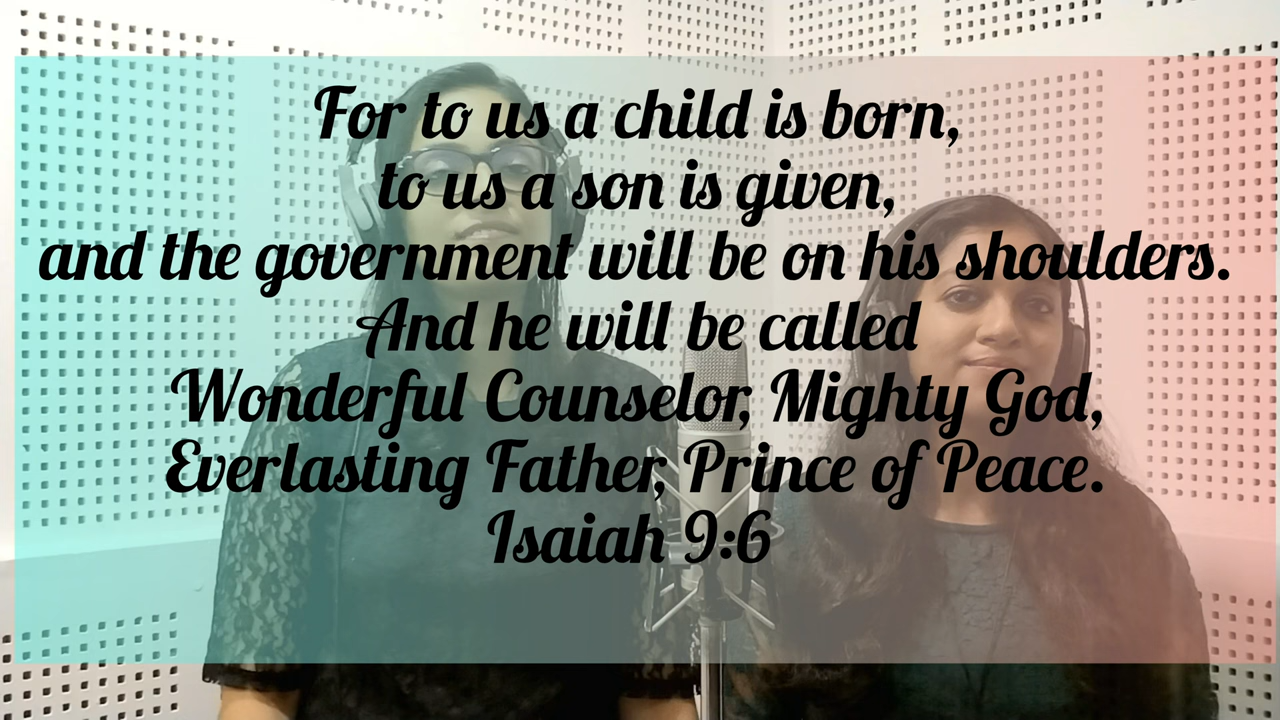 For to us a child is born,
to us a son is given,
and the government will be on his shoulders.
And he will be called
Wonderful Counselor, Mighty God,
Everlasting Father, Prince of Peace.
Isaiah 9:6